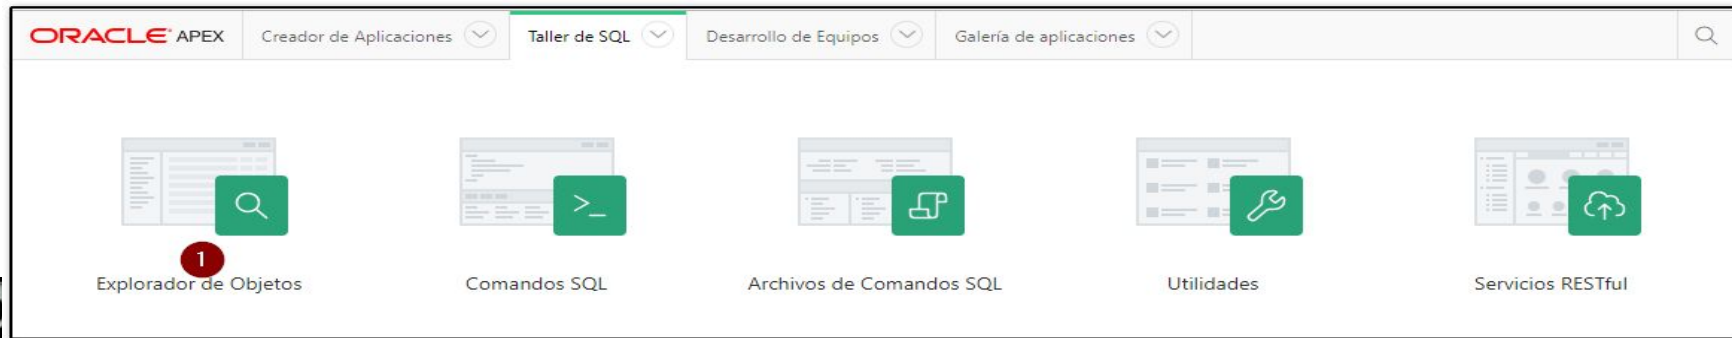 ORACLE APEX Creador de Aplicaciones Taller de SQL Desarrollo de Equipos Galería de aplicaciones
>_
1
Explorador de Objetos Comandos SQL Archivos de Comandos SQL Utilidades Servicios RESTful